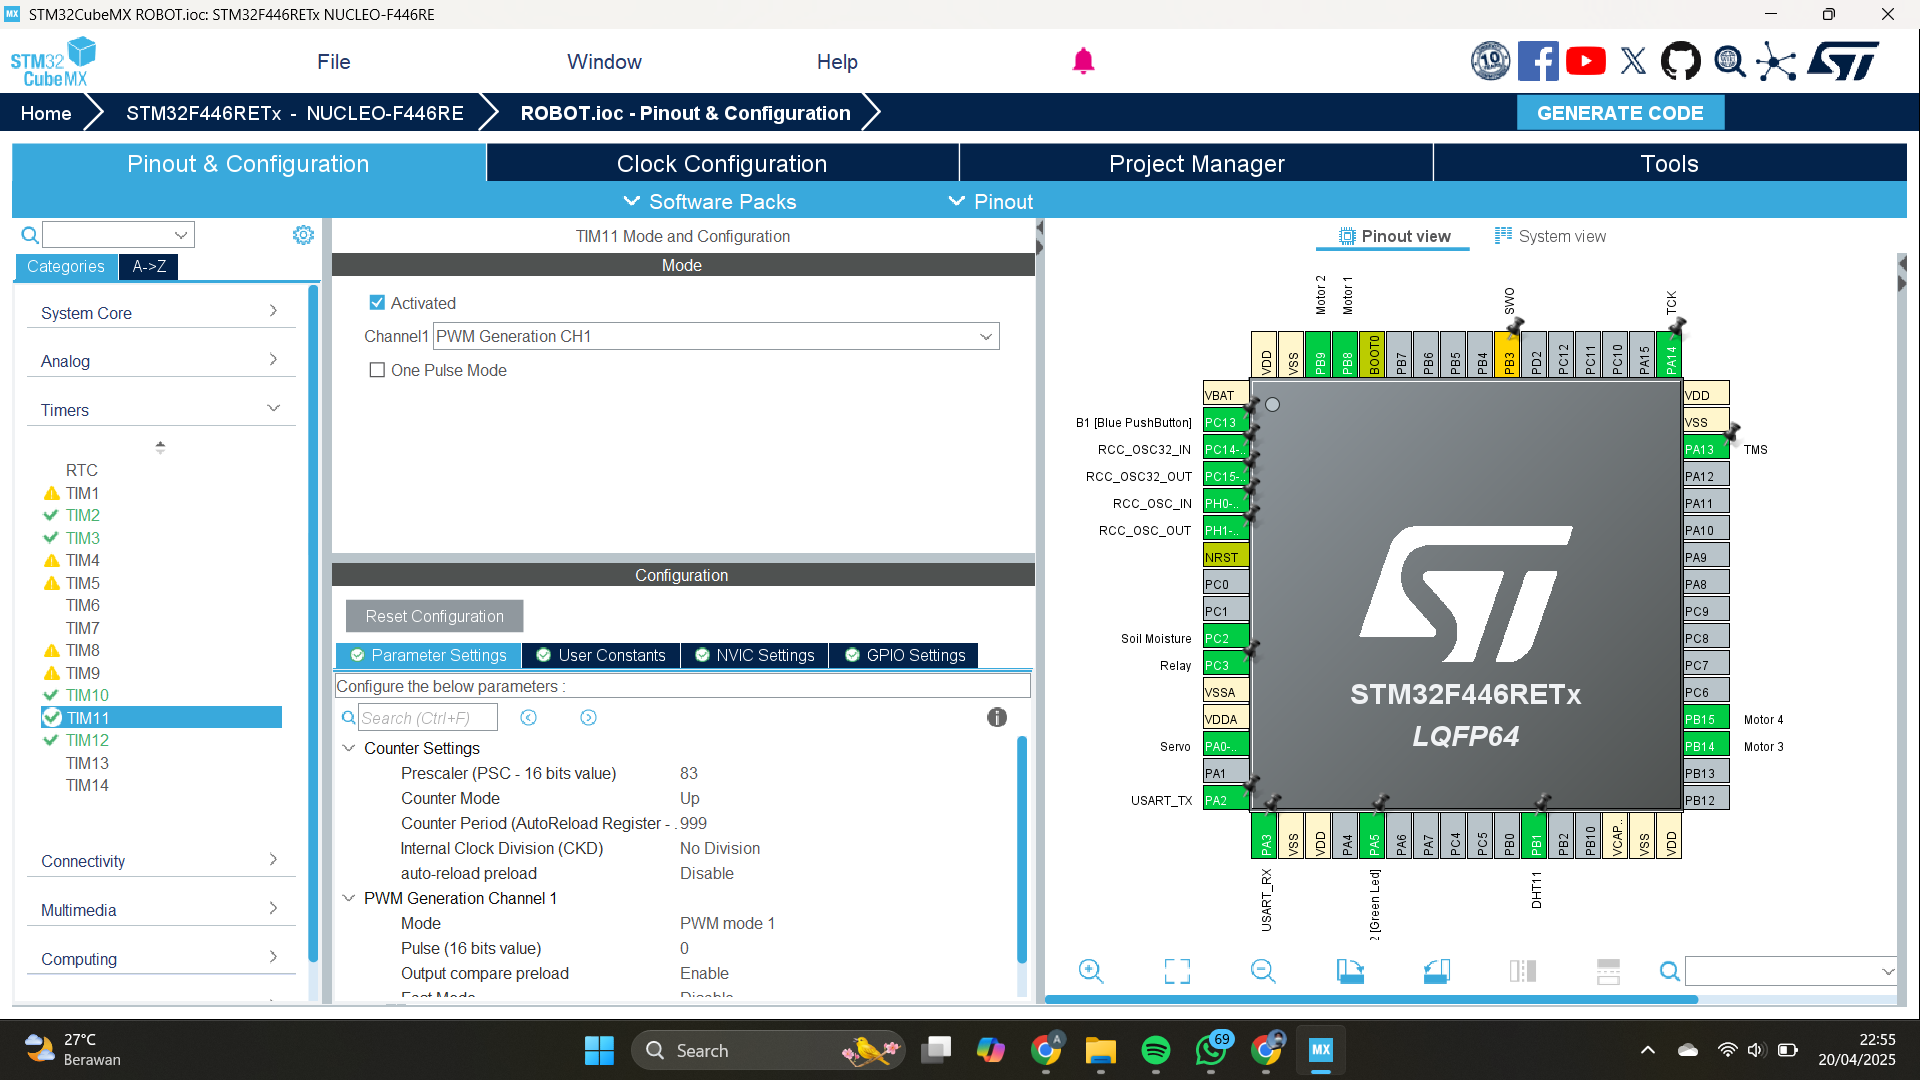 STM32CubeMX ROBOT.ioc: STM32F446RETx NUCLEO-F446RE
STM32
CubeMX
File
Window
Help
10
Home
STM32F446RETx - NUCLEO-F446RE
ROBOT.ioc - Pinout & Configuration
GENERATE CODE
Pinout & Configuration
Clock Configuration
Project Manager
Tools
Software Packs
Pinout
Categories
A->Z
System Core
Analog
Timers
RTC
TIM1
TIM2
TIM3
TIM4
TIM5
TIM6
TIM7
TIM8
TIM9
TIM10
TIM11
TIM12
TIM13
TIM14
Connectivity
Multimedia
Computing
TIM11 Mode and Configuration
Mode
Activated
Channel1 PWM Generation CH1
One Pulse Mode
Configuration
Reset Configuration
Parameter Settings
User Constants
NVIC Settings
GPIO Settings
Configure the below parameters :
Search (Ctrl+F)
Counter Settings
Prescaler (PSC - 16 bits value) 83
Counter Mode Up
Counter Period (AutoReload Register - . 999
Internal Clock Division (CKD) No Division
auto-reload preload Disable
PWM Generation Channel 1
Mode PWM mode 1
Pulse (16 bits value) 0
Output compare preload Enable
Fast Mode Disable
Pinout view
System view
Motor 2
Motor 1
SWO
TCK
VDD
VSS
PB9
PB8
BOOT0
PB7
PB6
PB5
PB4
PB3
PD2
PC12
PC11
PC10
PA15
PA14
VBAT
B1 [Blue PushButton] PC13
RCC_OSC32_IN PC14-..
RCC_OSC32_OUT PC15-..
RCC_OSC_IN PH0-..
RCC_OSC_OUT PH1-..
NRST
PC0
PC1
Soil Moisture PC2
Relay PC3
VSSA
VDDA
Servo PA0-..
PA1
USART_TX PA2
VDD
VSS
PA13 TMS
PA12
PA11
PA10
PA9
PA8
PC9
PC8
PC7
PC6
PB15 Motor 4
PB14 Motor 3
PB13
PB12
STM32F446RETx
LQFP64
PA3
VSS
VDD
PA4
PA5
PA6
PA7
PC4
PC5
PB0
PB1
PB2
PB10
VCAP..
VSS
VDD
USART_RX
2 [Green Led]
DHT11
27°C
Berawan
Search
A
69
MX
22:55
20/04/2025